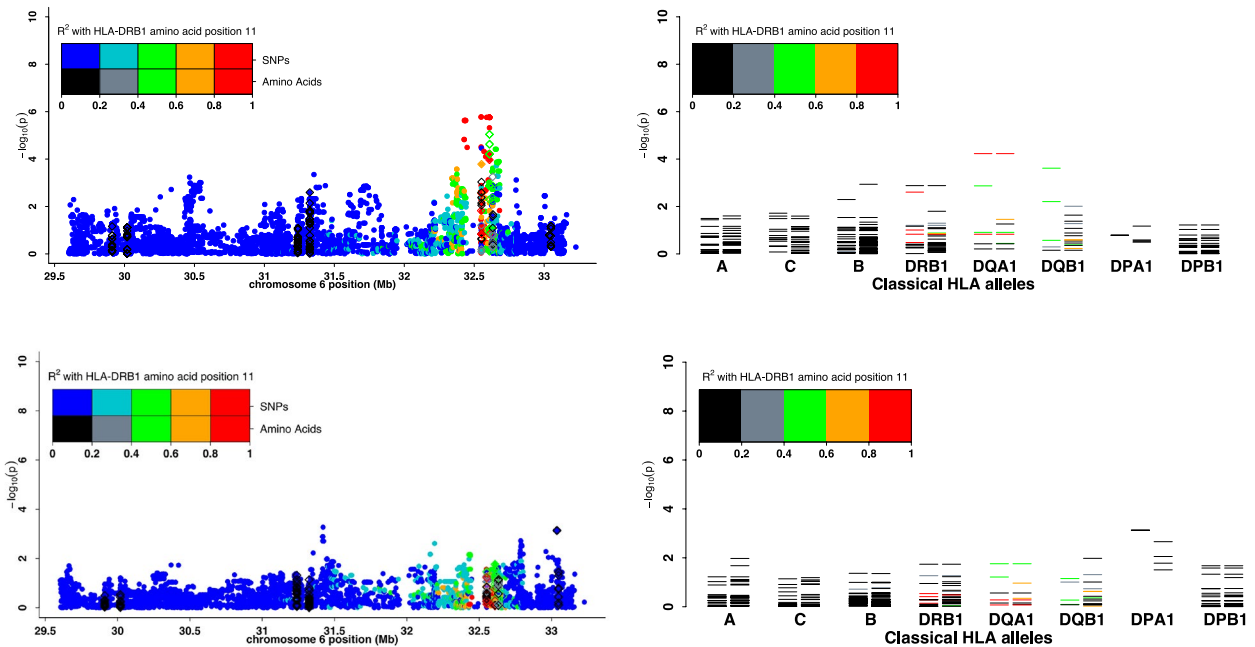 10
8
6
4
2
0
−log10(p)
R2 with HLA-DRB1 amino acid position 11
SNPs
Amino Acids
0 0.2 0.4 0.6 0.8 1
29.5 30 30.5 31 31.5 32 32.5 33
chromosome 6 position (Mb)
10
8
6
4
2
0
−log10(p)
R2 with HLA-DRB1 amino acid position 11
0 0.2 0.4 0.6 0.8 1
A C B DRB1 DQA1 DQB1 DPA1 DPB1
Classical HLA alleles
10
8
6
4
2
0
−log10(p)
R2 with HLA-DRB1 amino acid position 11
SNPs
Amino Acids
0 0.2 0.4 0.6 0.8 1
29.5 30 30.5 31 31.5 32 32.5 33
chromosome 6 position (Mb)
10
8
6
4
2
0
−log10(p)
R2 with HLA-DRB1 amino acid position 11
0 0.2 0.4 0.6 0.8 1
A C B DRB1 DQA1 DQB1 DPA1 DPB1
Classical HLA alleles